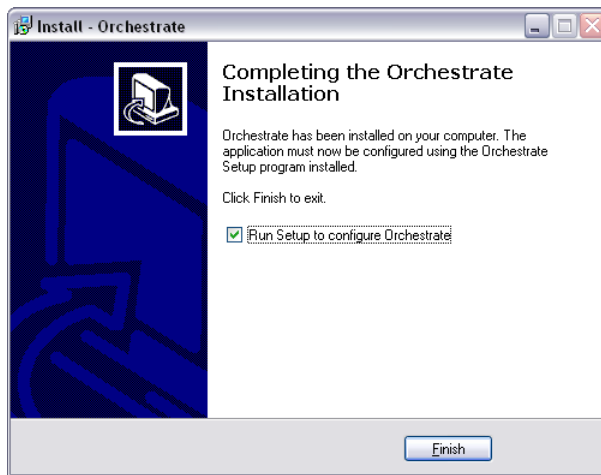 Install - Orchestrate
Completing the Orchestrate
Installation
Orchestrate has been installed on your computer. The
application must now be configured using the Orchestrate
Setup program installed.
Click Finish to exit.
Run Setup to configure Orchestrate
Finish